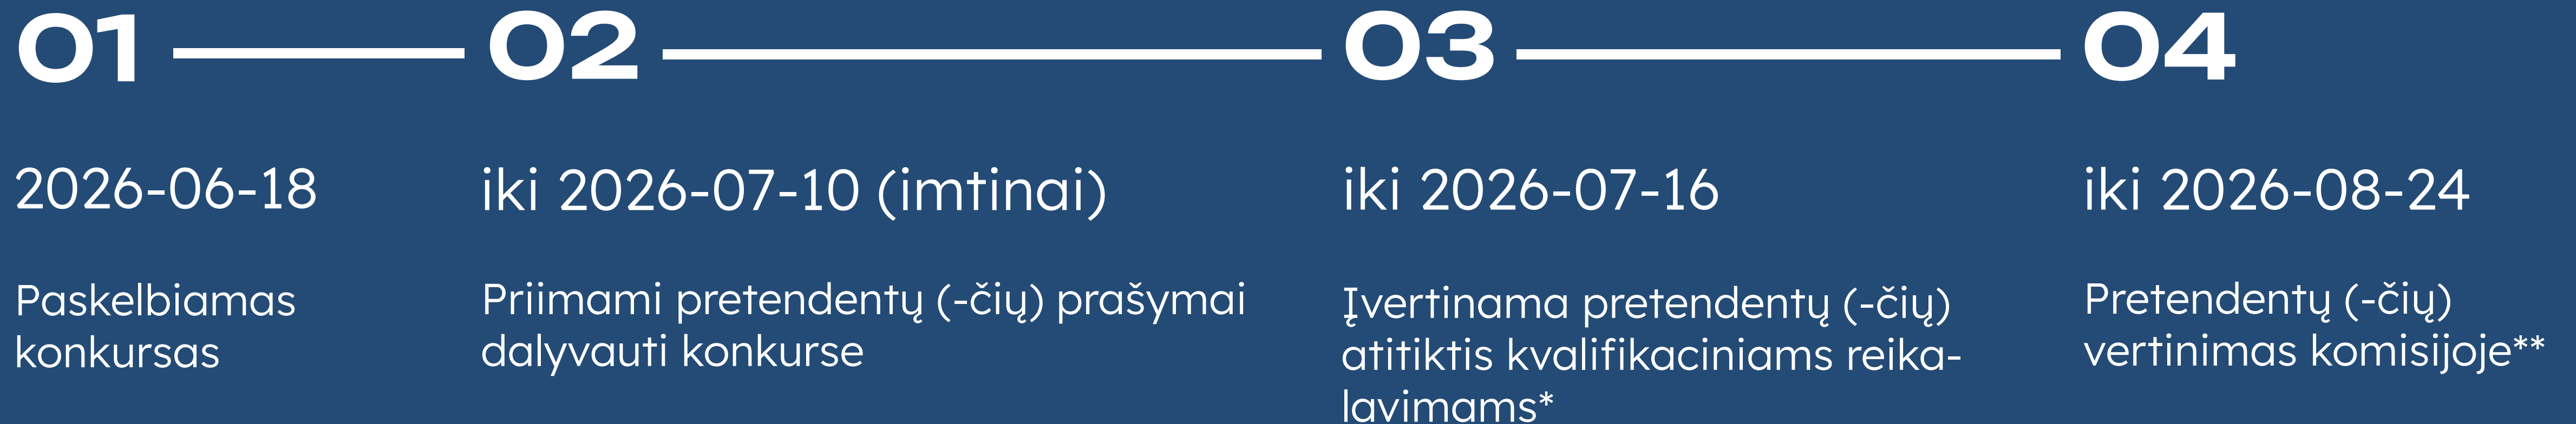 01
02
03
04
2026-06-18
iki 2026-07-10 (imtinai)
iki 2026-07-16
iki 2026-08-24
Paskelbiamas
konkursas
Priimami pretendentų (-čių) prašymai
dalyvauti konkurse
Įvertinama pretendentų (-čių)
atitiktis kvalifikaciniams reika-
lavimams*
Pretendentų (-čių)
vertinimas komisijoje**